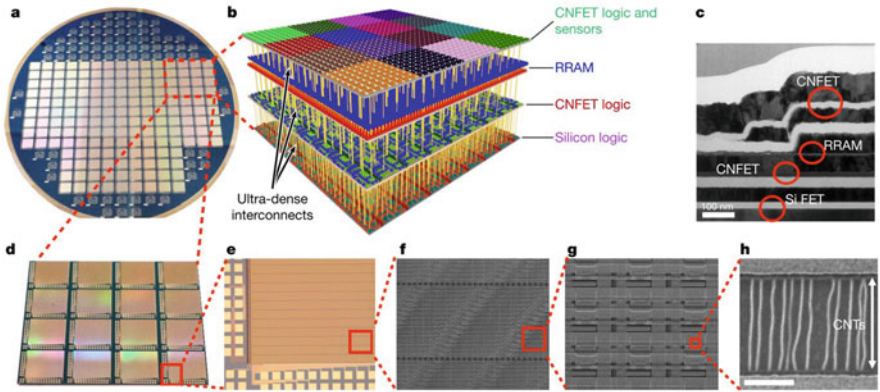 a
b
CNFET logic and
sensors
RRAM
CNFET logic
Silicon logic
Ultra-dense
interconnects
c
CNFET
RRAM
CNFET
Si FET
100 nm
d
e
f
g
h
CNTs